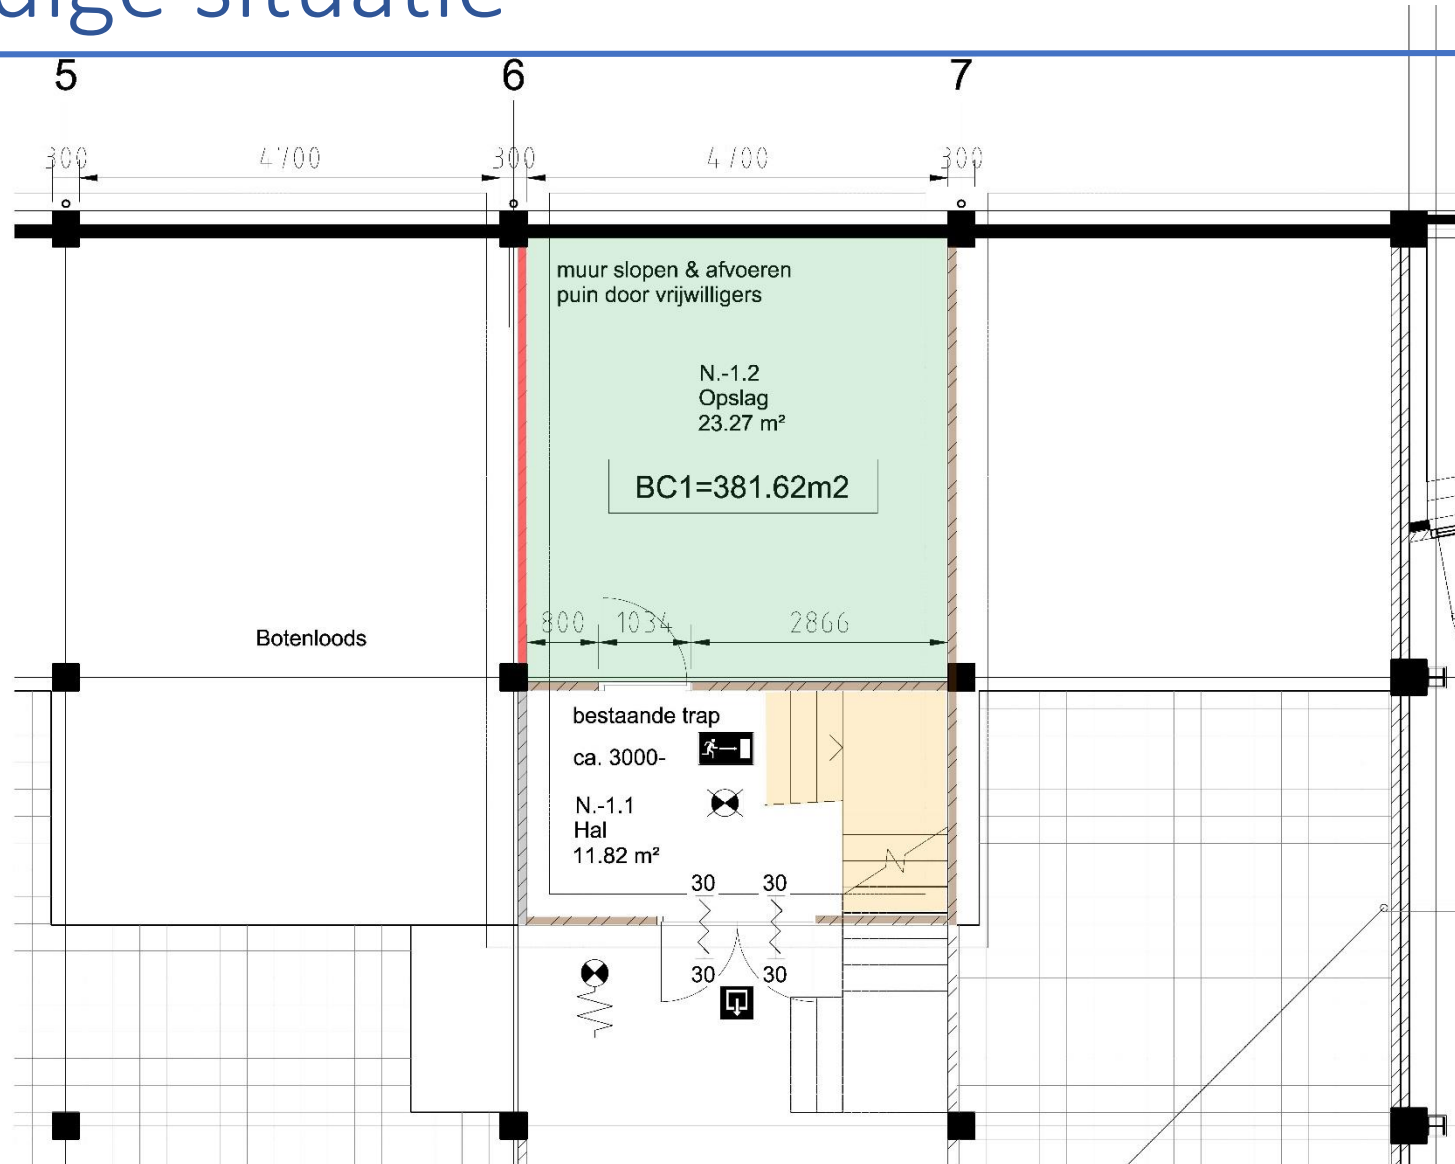 dige situatie
5 6 7
300 4700 300 4700 300
muur slopen & afvoeren
puin door vrijwilligers
N.-1.2
Opslag
23.27 m²
BC1=381.62m2
800 1034 2866
Botenloods
bestaande trap
ca. 3000-
N.-1.1
Hal
11.82 m²
30 30
30 30